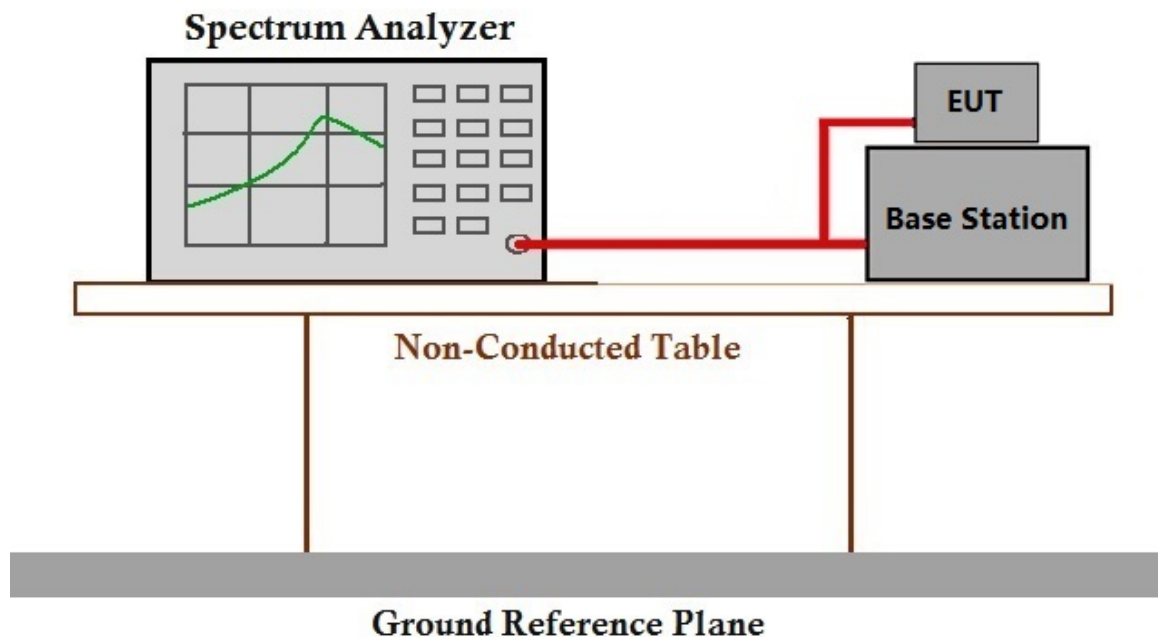 Spectrum Analyzer
EUT
Base Station
Non-Conducted Table
Ground Reference Plane